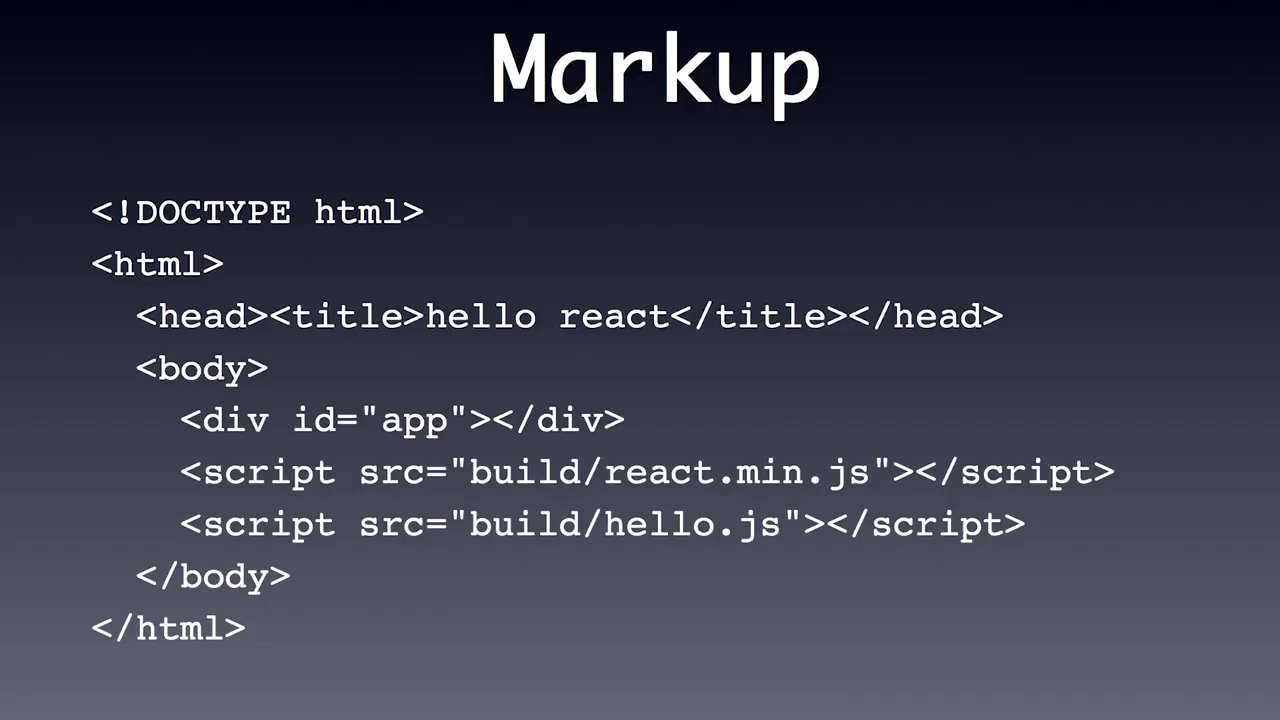 Markup
<!DOCTYPE html>
<html>
  <head><title>hello react</title></head>
  <body>
    <div id="app"></div>
    <script src="build/react.min.js"></script>
    <script src="build/hello.js"></script>
  </body>
</html>